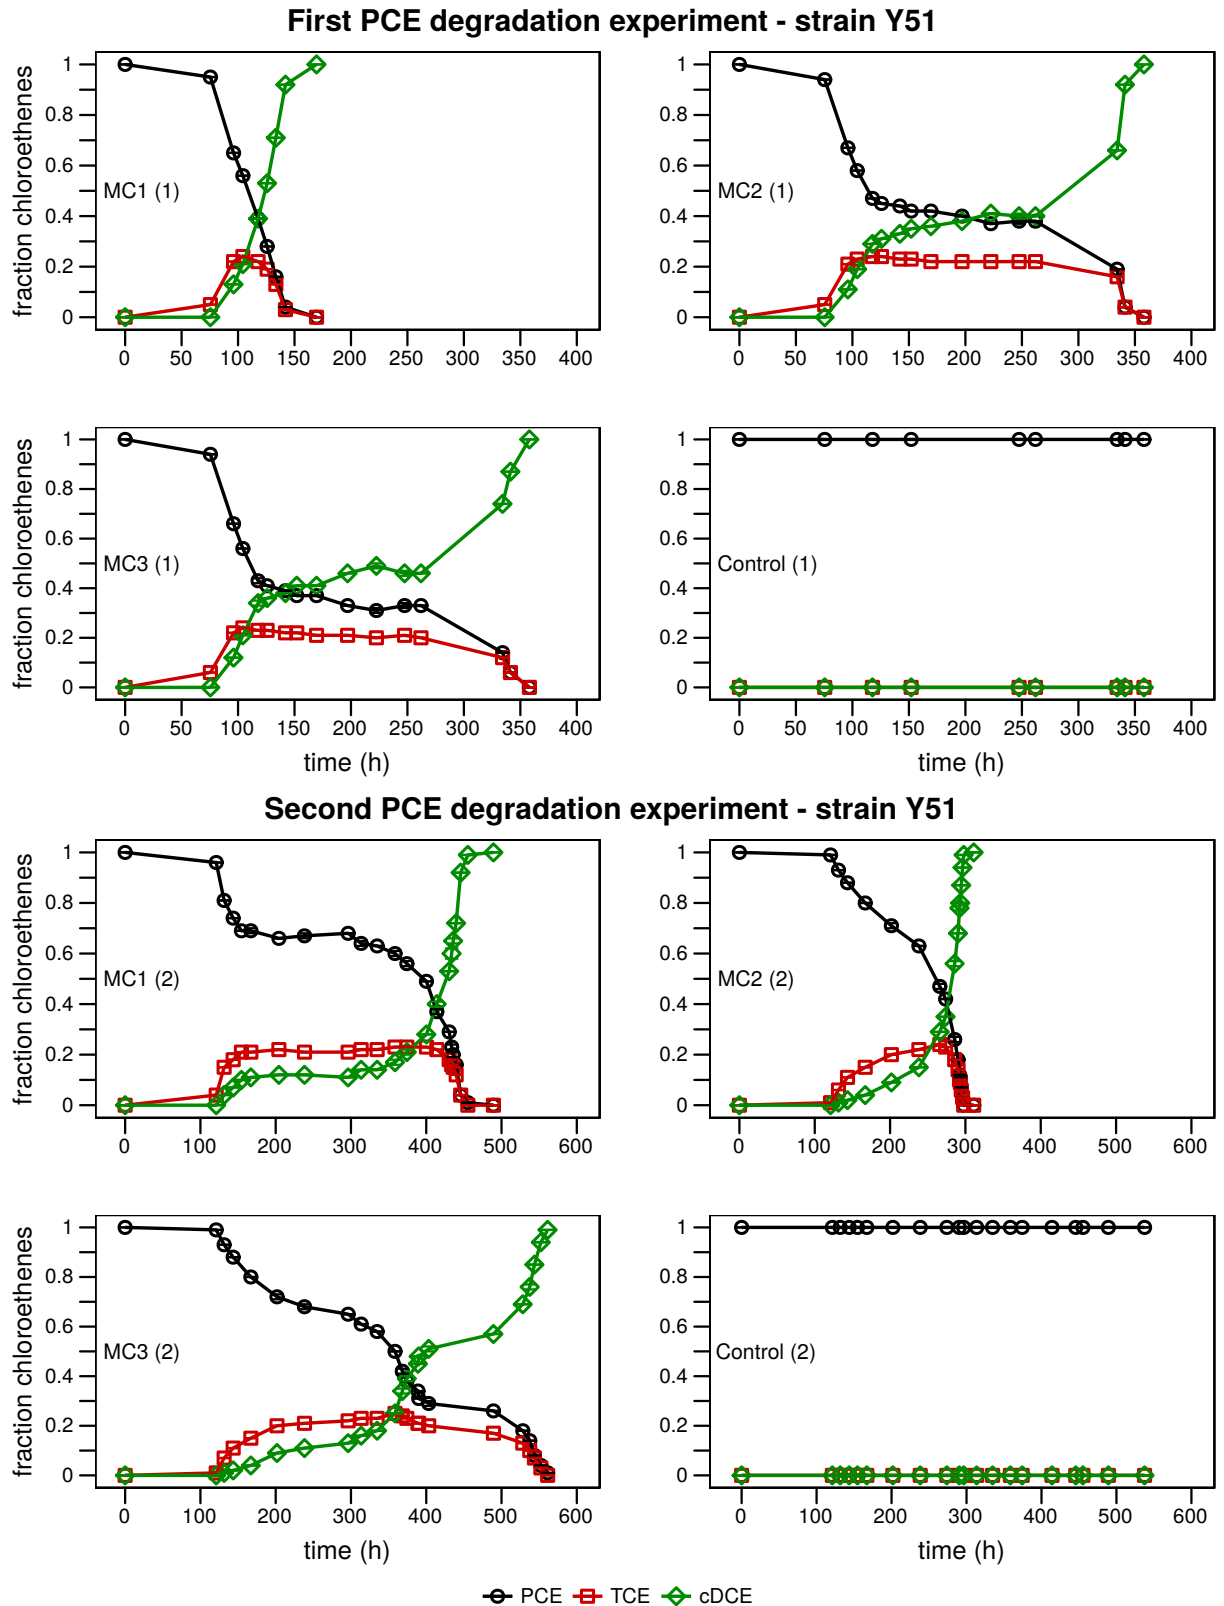 First PCE degradation experiment - strain Y51
fraction chloroethenes
1
0.8
0.6
0.4
0.2
0
MC1 (1)
0 50 100 150 200 250 300 350 400
1
0.8
0.6
0.4
0.2
0
MC2 (1)
0 50 100 150 200 250 300 350 400
fraction chloroethenes
1
0.8
0.6
0.4
0.2
0
MC3 (1)
0 50 100 150 200 250 300 350 400
time (h)
1
0.8
0.6
0.4
0.2
0
Control (1)
0 50 100 150 200 250 300 350 400
time (h)
Second PCE degradation experiment - strain Y51
fraction chloroethenes
1
0.8
0.6
0.4
0.2
0
MC1 (2)
0 100 200 300 400 500 600
1
0.8
0.6
0.4
0.2
0
MC2 (2)
0 100 200 300 400 500 600
fraction chloroethenes
1
0.8
0.6
0.4
0.2
0
MC3 (2)
0 100 200 300 400 500 600
time (h)
1
0.8
0.6
0.4
0.2
0
Control (2)
0 100 200 300 400 500 600
time (h)
PCE TCE cDCE